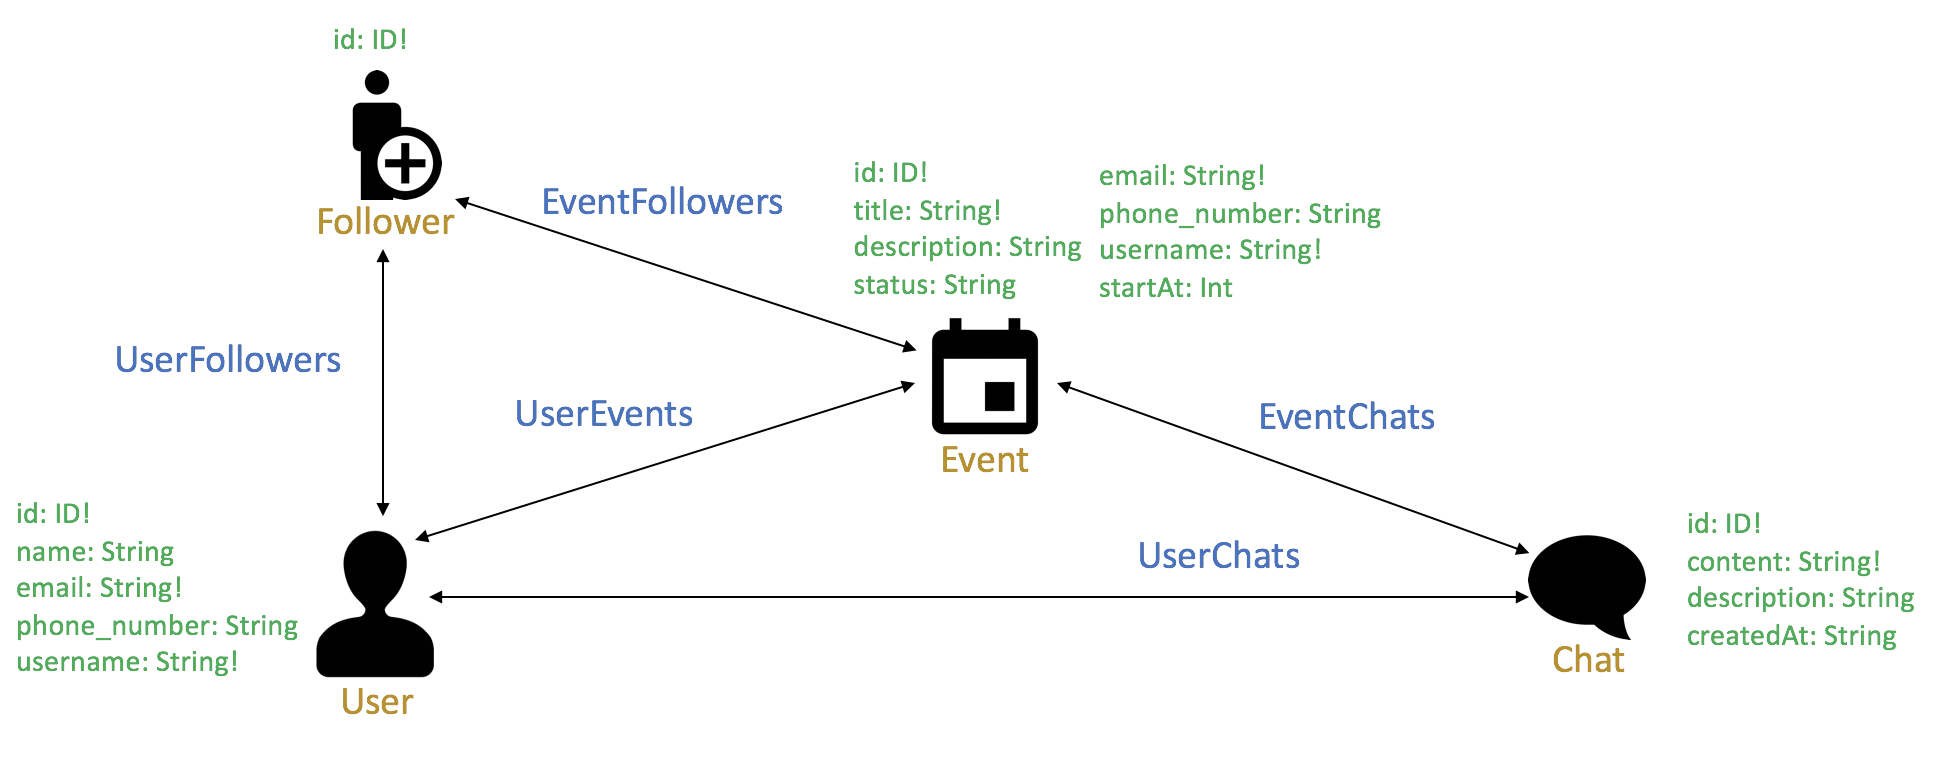 id: ID!
Follower
EventFollowers
id: ID!
title: String!
description: String
status: String
email: String!
phone_number: String
username: String!
startAt: Int
UserFollowers
UserEvents
Event
EventChats
id: ID!
name: String
email: String!
phone_number: String
username: String!
User
UserChats
id: ID!
content: String!
description: String
createdAt: String
Chat